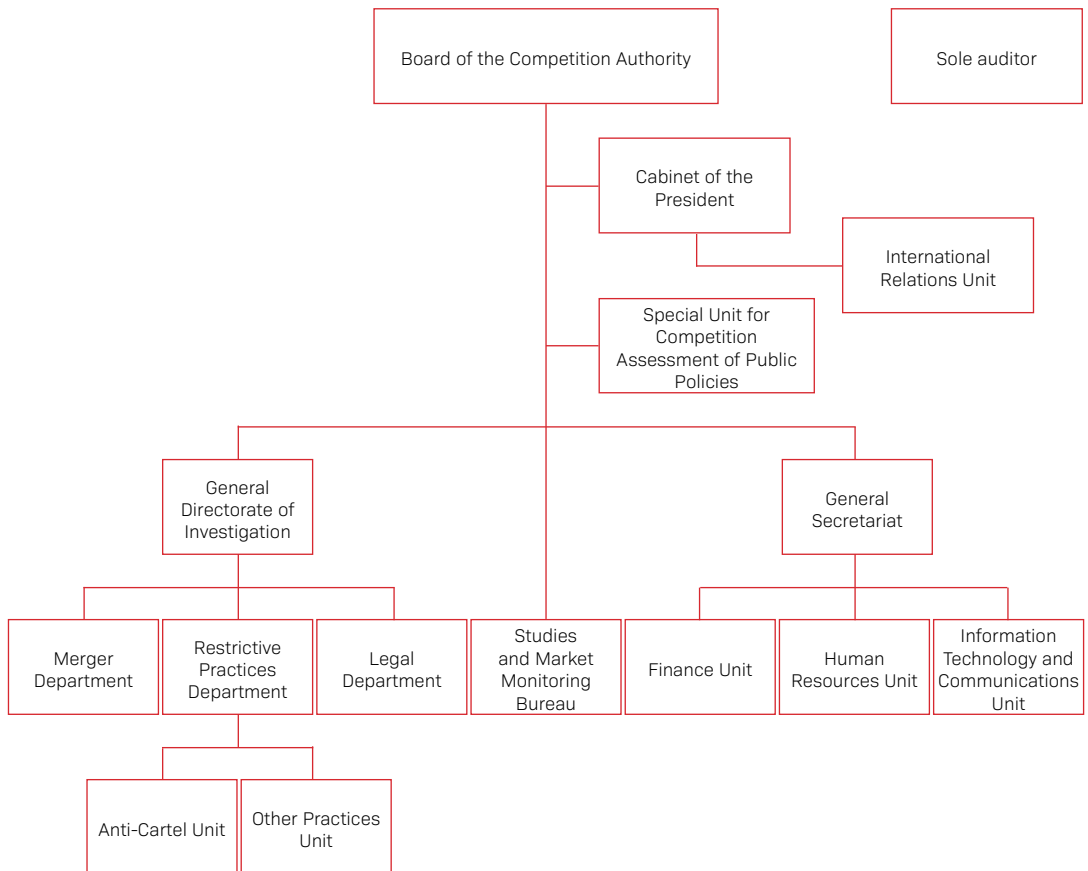 Board of the Competition Authority
Sole auditor
Cabinet of the
President
International
Relations Unit
Special Unit for
Competition
Assessment of Public
Policies
General
Directorate of
Investigation
General
Secretariat
Merger
Department
Restrictive
Practices
Department
Legal
Department
Studies
and Market
Monitoring
Bureau
Finance Unit
Human
Resources Unit
Information
Technology and
Communications
Unit
Anti-Cartel Unit
Other Practices
Unit